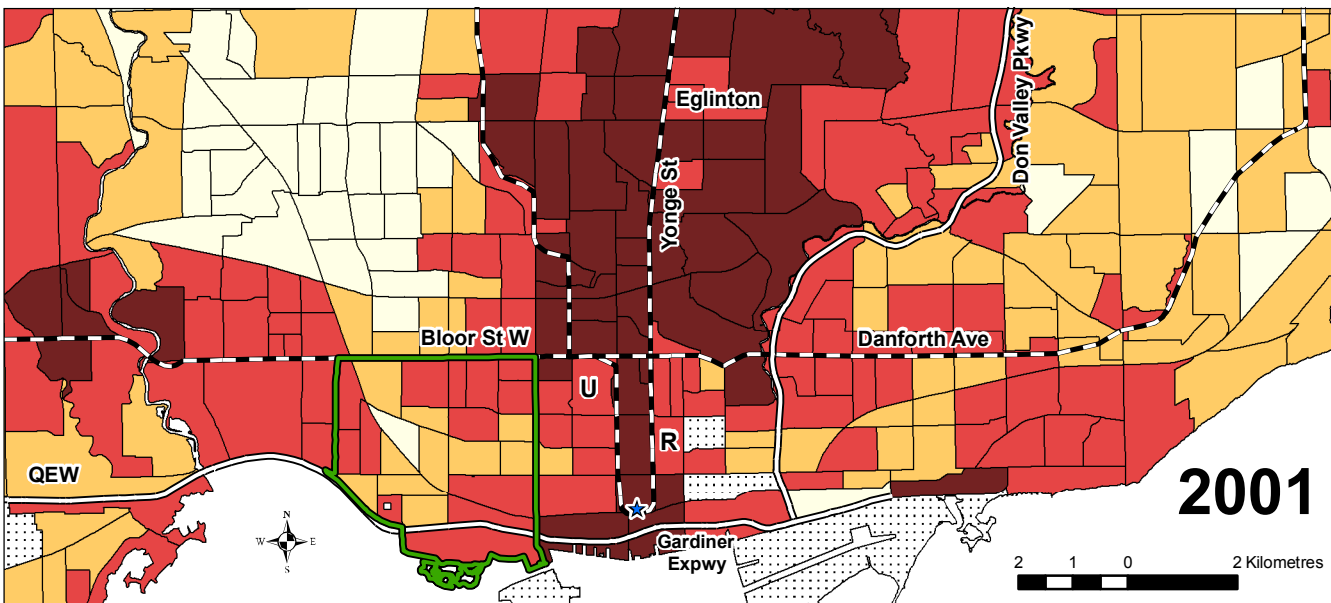 Eglinton
Don Valley Pkwy
Yonge St
Bloor St W
Danforth Ave
U
R
QEW
2001
N
W E
S
Gardiner
Expwy
2 1 0 2 Kilometres